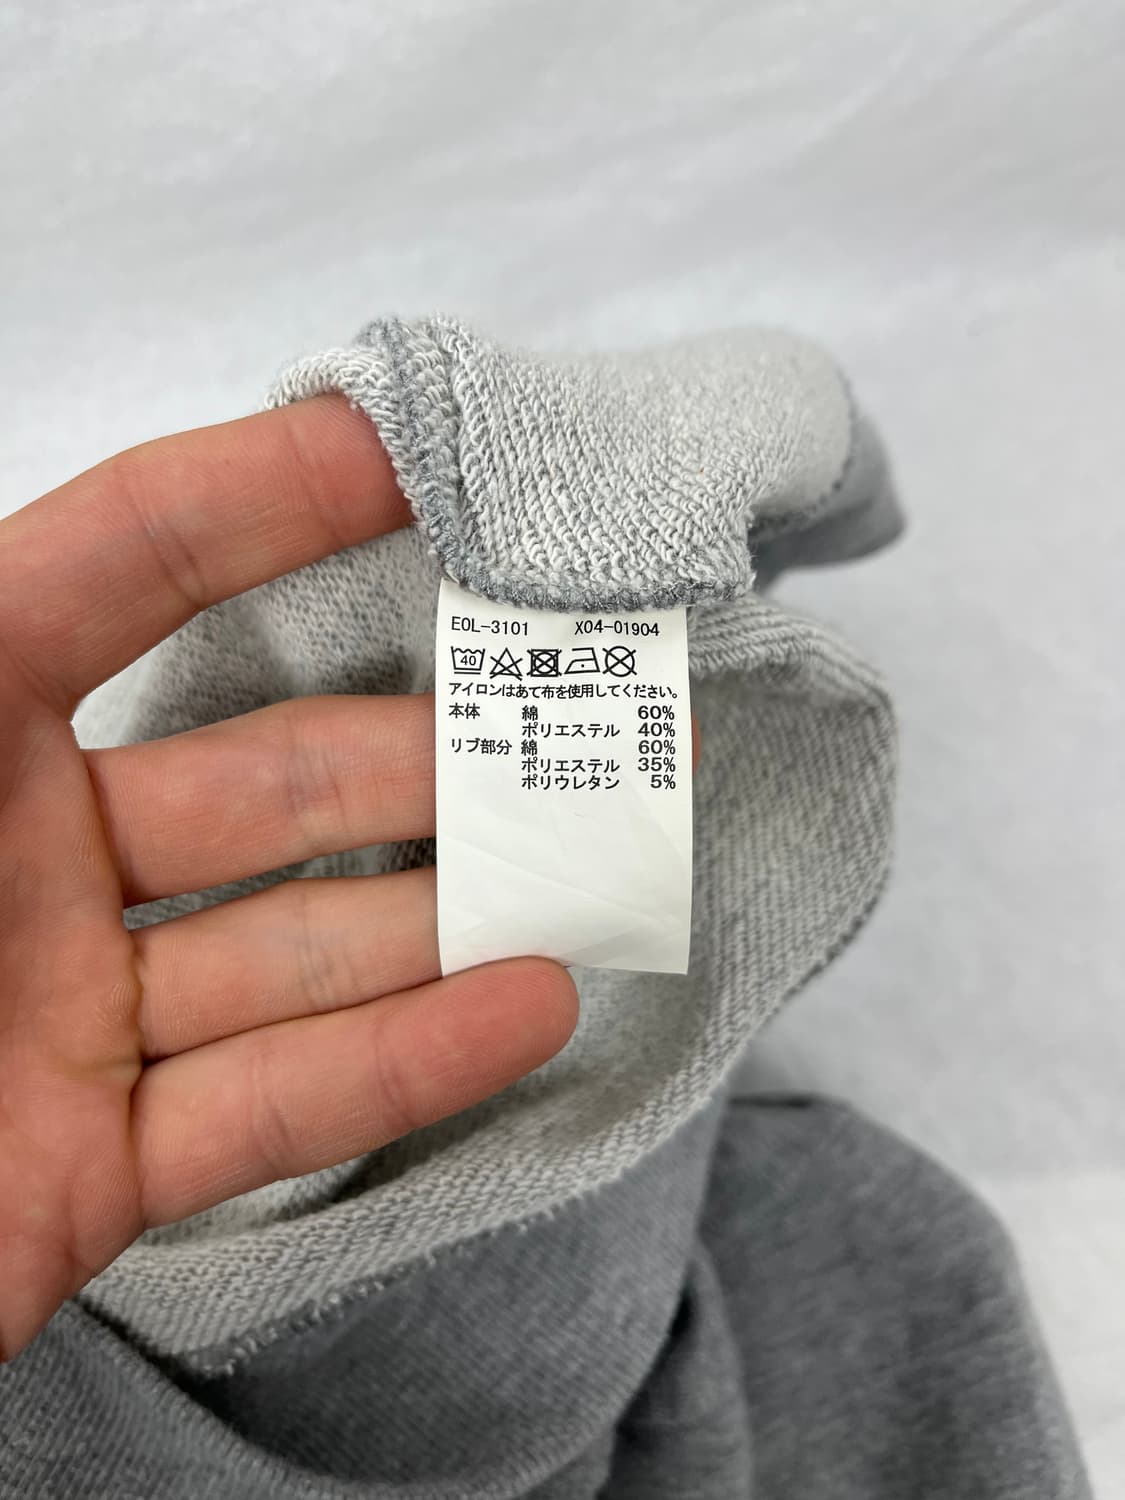 EOL-3101 X04-01904
40
アイロンはあて布を使用してください。
本体 綿 60%
ポリエステル 40%
リブ部分 綿 60%
ポリエステル 35%
ポリウレタン 5%